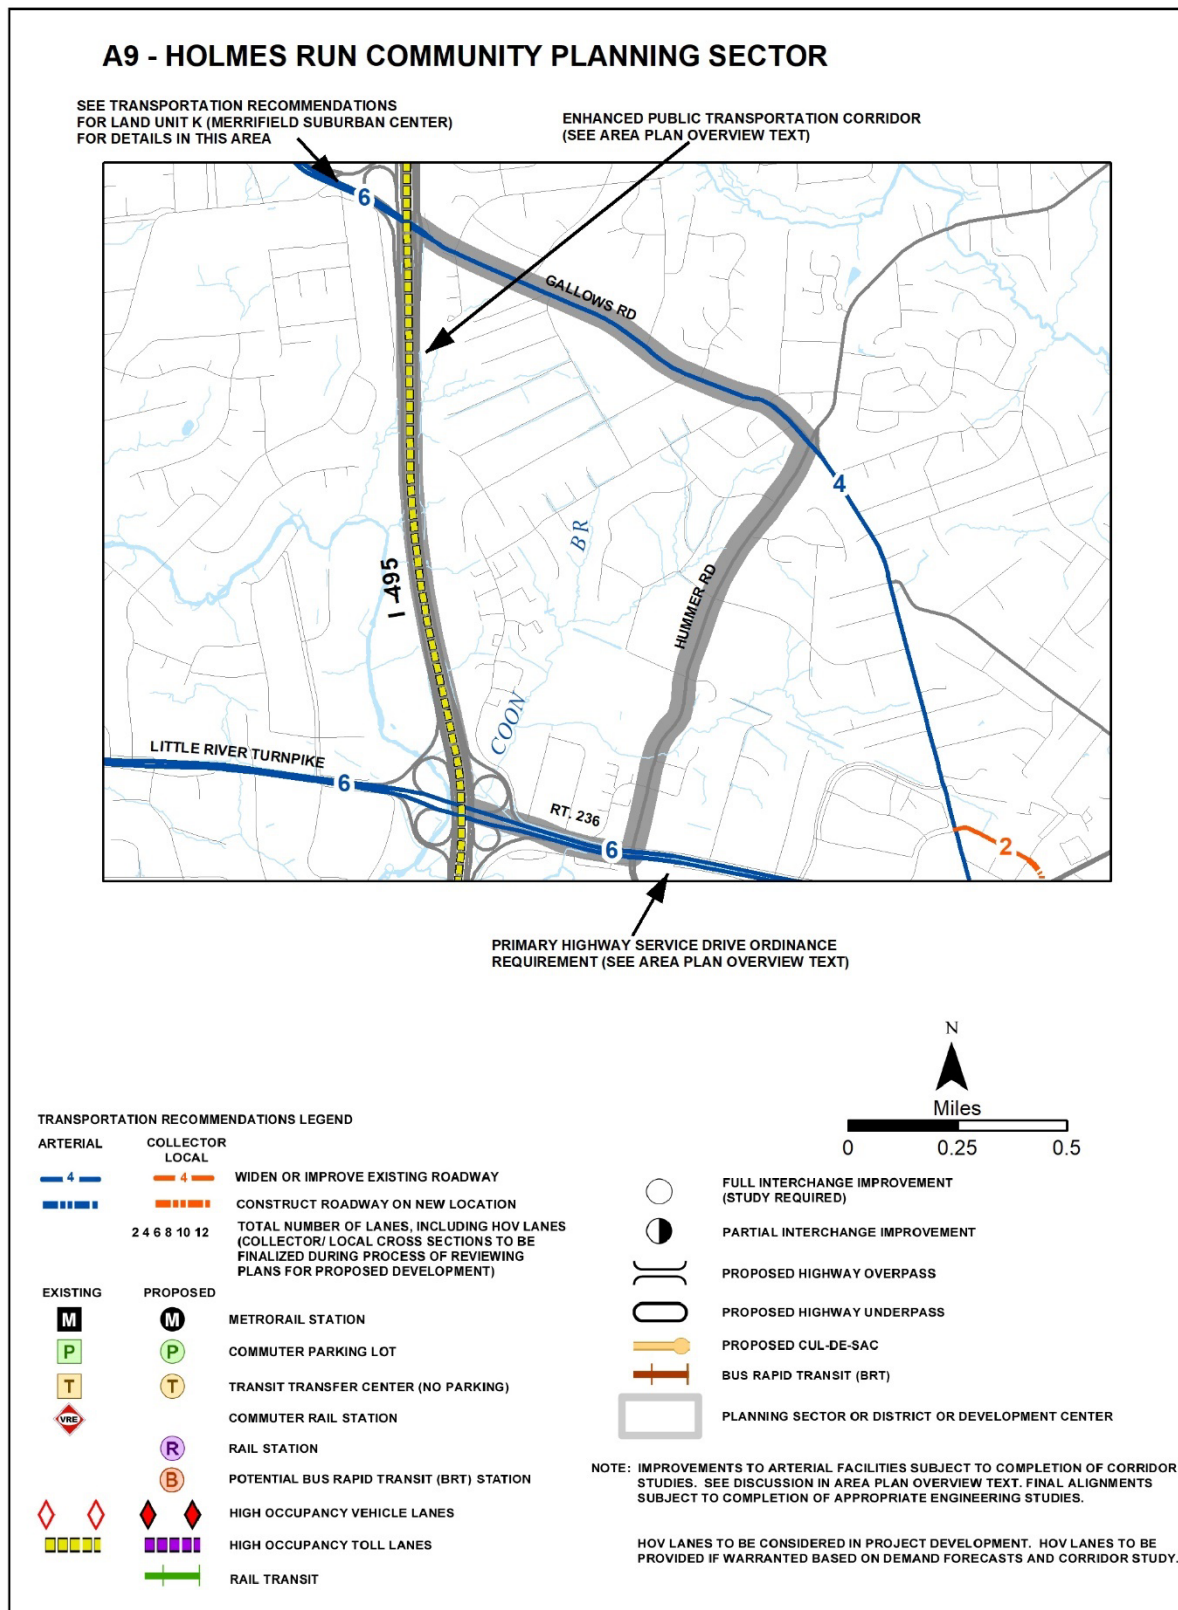 A9 - HOLMES RUN COMMUNITY PLANNING SECTOR
SEE TRANSPORTATION RECOMMENDATIONS
FOR LAND UNIT K (MERRIFIELD SUBURBAN CENTER)
FOR DETAILS IN THIS AREA
ENHANCED PUBLIC TRANSPORTATION CORRIDOR
(SEE AREA PLAN OVERVIEW TEXT)
6
GALLOWS RD
4
BR
I -495
HUMMER RD
COON
LITTLE RIVER TURNPIKE
6
RT. 236
6
2
PRIMARY HIGHWAY SERVICE DRIVE ORDINANCE
REQUIREMENT (SEE AREA PLAN OVERVIEW TEXT)
N
Miles
0 0.25 0.5
TRANSPORTATION RECOMMENDATIONS LEGEND
ARTERIAL
COLLECTOR
LOCAL
4 4 WIDEN OR IMPROVE EXISTING ROADWAY
CONSTRUCT ROADWAY ON NEW LOCATION
2 4 6 8 10 12 TOTAL NUMBER OF LANES, INCLUDING HOV LANES
(COLLECTOR/ LOCAL CROSS SECTIONS TO BE
FINALIZED DURING PROCESS OF REVIEWING
PLANS FOR PROPOSED DEVELOPMENT)
EXISTING PROPOSED
M M METRORAIL STATION
P P COMMUTER PARKING LOT
T T TRANSIT TRANSFER CENTER (NO PARKING)
VRE COMMUTER RAIL STATION
R RAIL STATION
B POTENTIAL BUS RAPID TRANSIT (BRT) STATION
HIGH OCCUPANCY VEHICLE LANES
HIGH OCCUPANCY TOLL LANES
RAIL TRANSIT
FULL INTERCHANGE IMPROVEMENT
(STUDY REQUIRED)
PARTIAL INTERCHANGE IMPROVEMENT
PROPOSED HIGHWAY OVERPASS
PROPOSED HIGHWAY UNDERPASS
PROPOSED CUL-DE-SAC
BUS RAPID TRANSIT (BRT)
PLANNING SECTOR OR DISTRICT OR DEVELOPMENT CENTER
NOTE: IMPROVEMENTS TO ARTERIAL FACILITIES SUBJECT TO COMPLETION OF CORRIDOR
STUDIES. SEE DISCUSSION IN AREA PLAN OVERVIEW TEXT. FINAL ALIGNMENTS
SUBJECT TO COMPLETION OF APPROPRIATE ENGINEERING STUDIES.
HOV LANES TO BE CONSIDERED IN PROJECT DEVELOPMENT. HOV LANES TO BE
PROVIDED IF WARRANTED BASED ON DEMAND FORECASTS AND CORRIDOR STUDY.